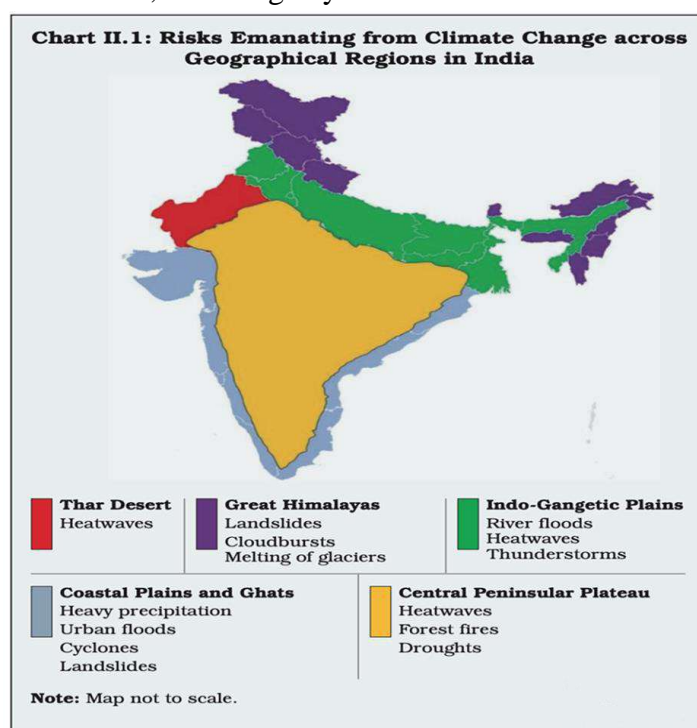 Chart II.1: Risks Emanating from Climate Change across
Geographical Regions in India
Thar Desert
Heatwaves
Great Himalayas
Landslides
Cloudbursts
Melting of glaciers
Indo-Gangetic Plains
River floods
Heatwaves
Thunderstorms
Coastal Plains and Ghats
Heavy precipitation
Urban floods
Cyclones
Landslides
Central Peninsular Plateau
Heatwaves
Forest fires
Droughts
Note: Map not to scale.